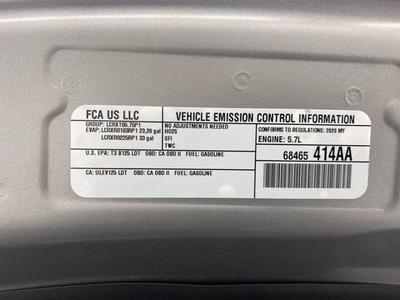 FCA US LLC
VEHICLE EMISSION CONTROL INFORMATION
GROUP: LCRXT05.75P1
EVAP: LCRXR0183RP1 23,26 gal
LCRXR0225RP1 33 gal
NO ADJUSTMENTS NEEDED
HO2S
SFI
TWC
CONFORMS TO REGULATIONS: 2020 MY
ENGINE: 5.7L
68465 414AA
U.S. EPA: T3 B125 LDT OBD: CA OBD II FUEL: GASOLINE
CA: ULEV125 LDT OBD: CA OBD II FUEL: GASOLINE